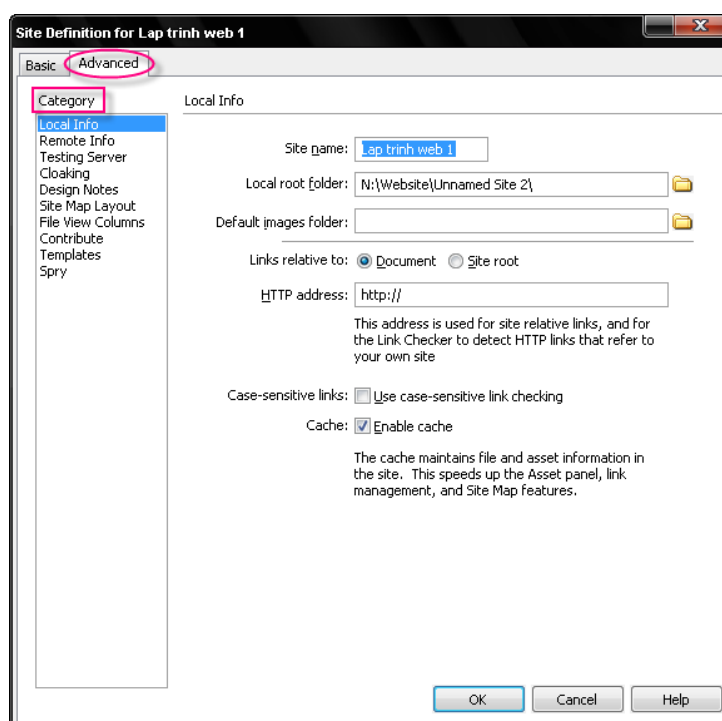 Site Definition for Lap trinh web 1
Basic Advanced
Category
Local Info
Remote Info
Testing Server
Cloaking
Design Notes
Site Map Layout
File View Columns
Contribute
Templates
Spry
Local Info
Site name: Lap trinh web 1
Local root folder: N:\Website\Unnamed Site 2\
Default images folder:
Links relative to: Document Site root
HTTP address: http://
This address is used for site relative links, and for
the Link Checker to detect HTTP links that refer to
your own site
Case-sensitive links: Use case-sensitive link checking
Cache: Enable cache
The cache maintains file and asset information in
the site. This speeds up the Asset panel, link
management, and Site Map features.
OK Cancel Help